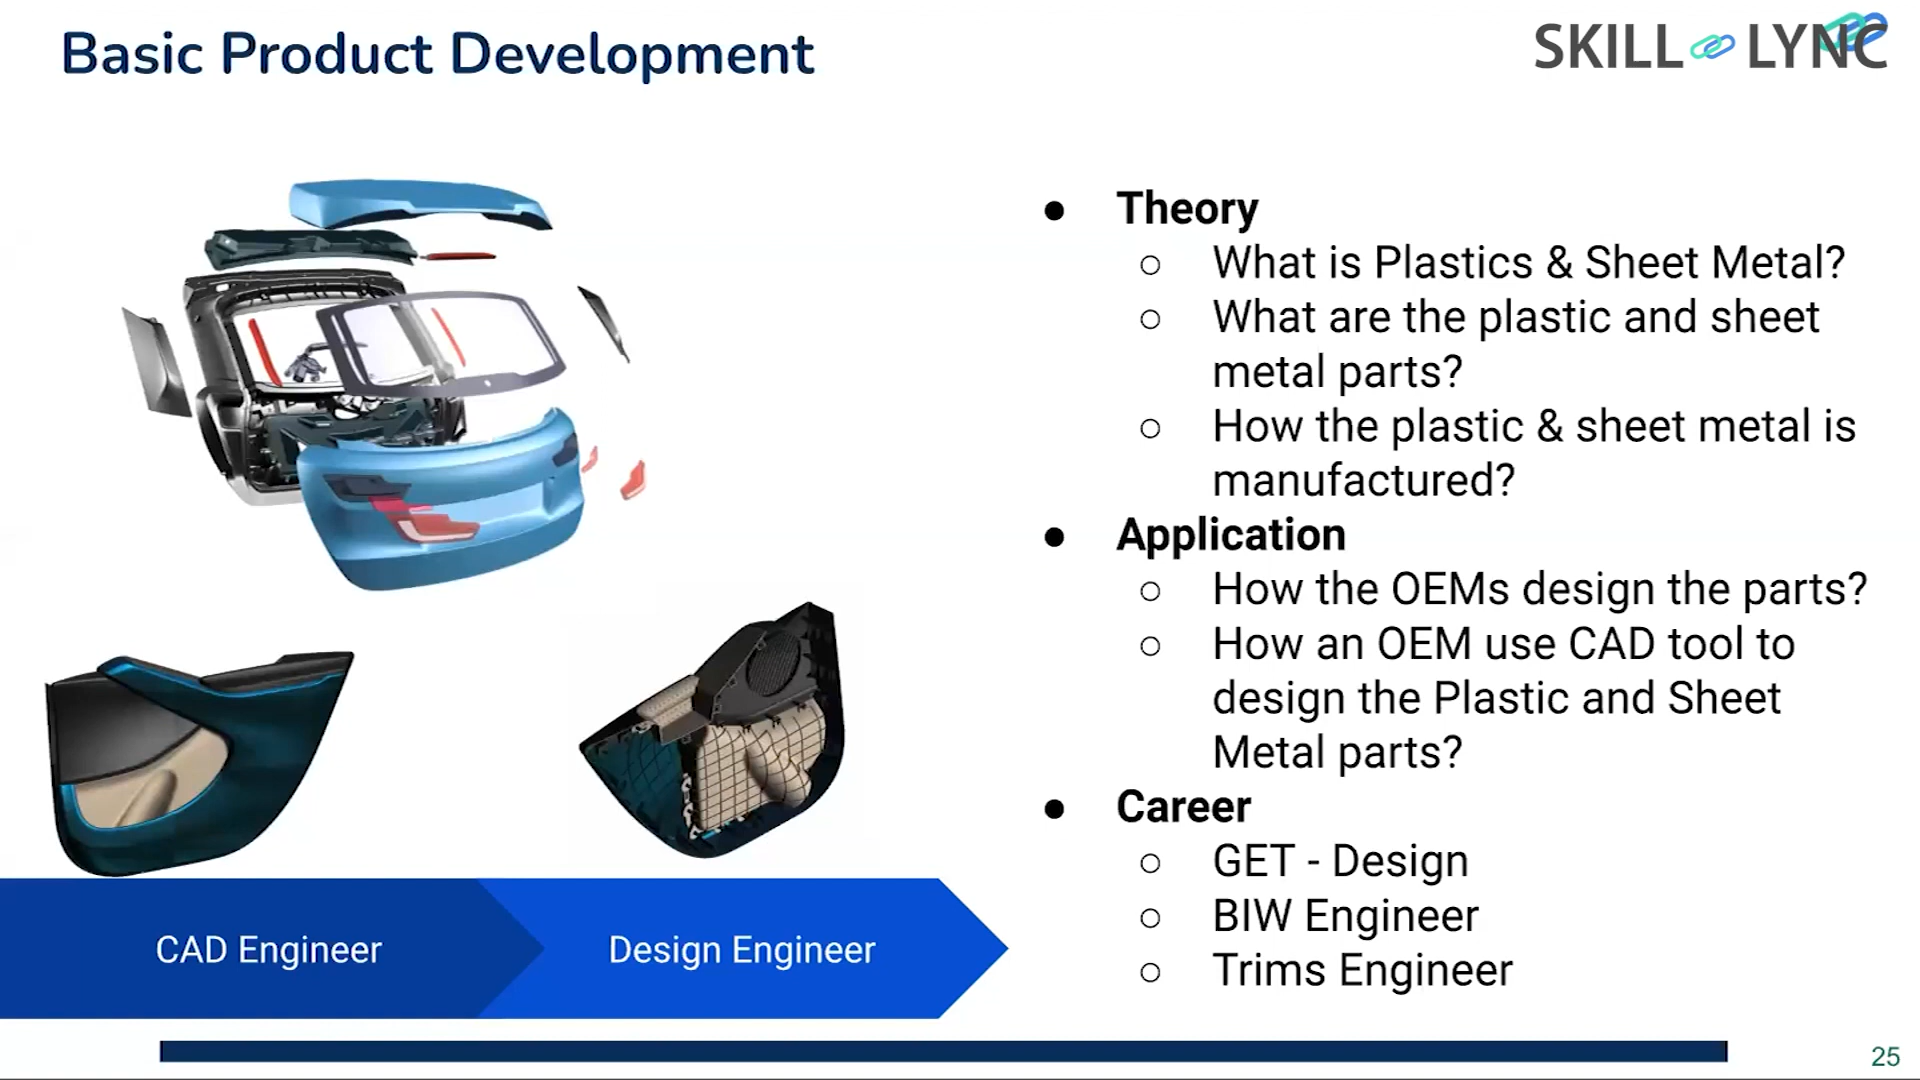 Basic Product Development
SKILL LYNC
● Theory
○ What is Plastics & Sheet Metal?
○ What are the plastic and sheet
metal parts?
○ How the plastic & sheet metal is
manufactured?
● Application
○ How the OEMs design the parts?
○ How an OEM use CAD tool to
design the Plastic and Sheet
Metal parts?
● Career
○ GET - Design
○ BIW Engineer
○ Trims Engineer
CAD Engineer
Design Engineer
25